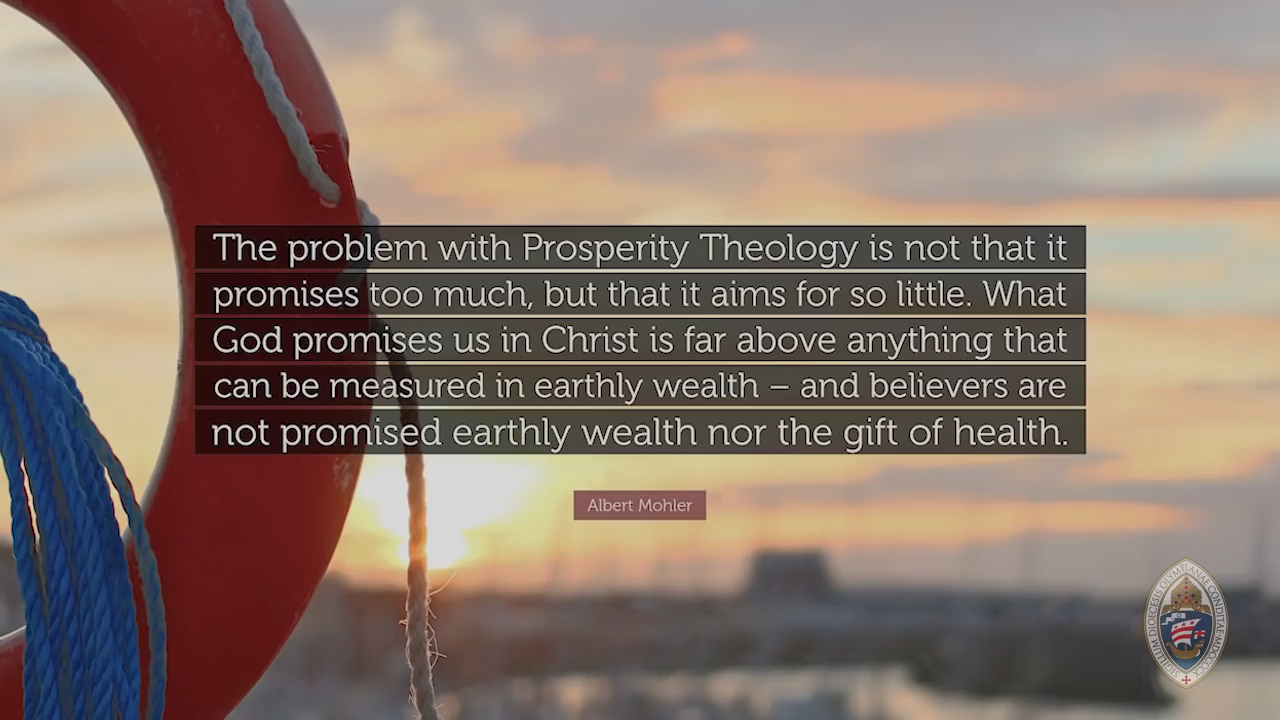 The problem with Prosperity Theology is not that it
promises too much, but that it aims for so little. What
God promises us in Christ is far above anything that
can be measured in earthly wealth – and believers are
not promised earthly wealth nor the gift of health.
Albert Mohler